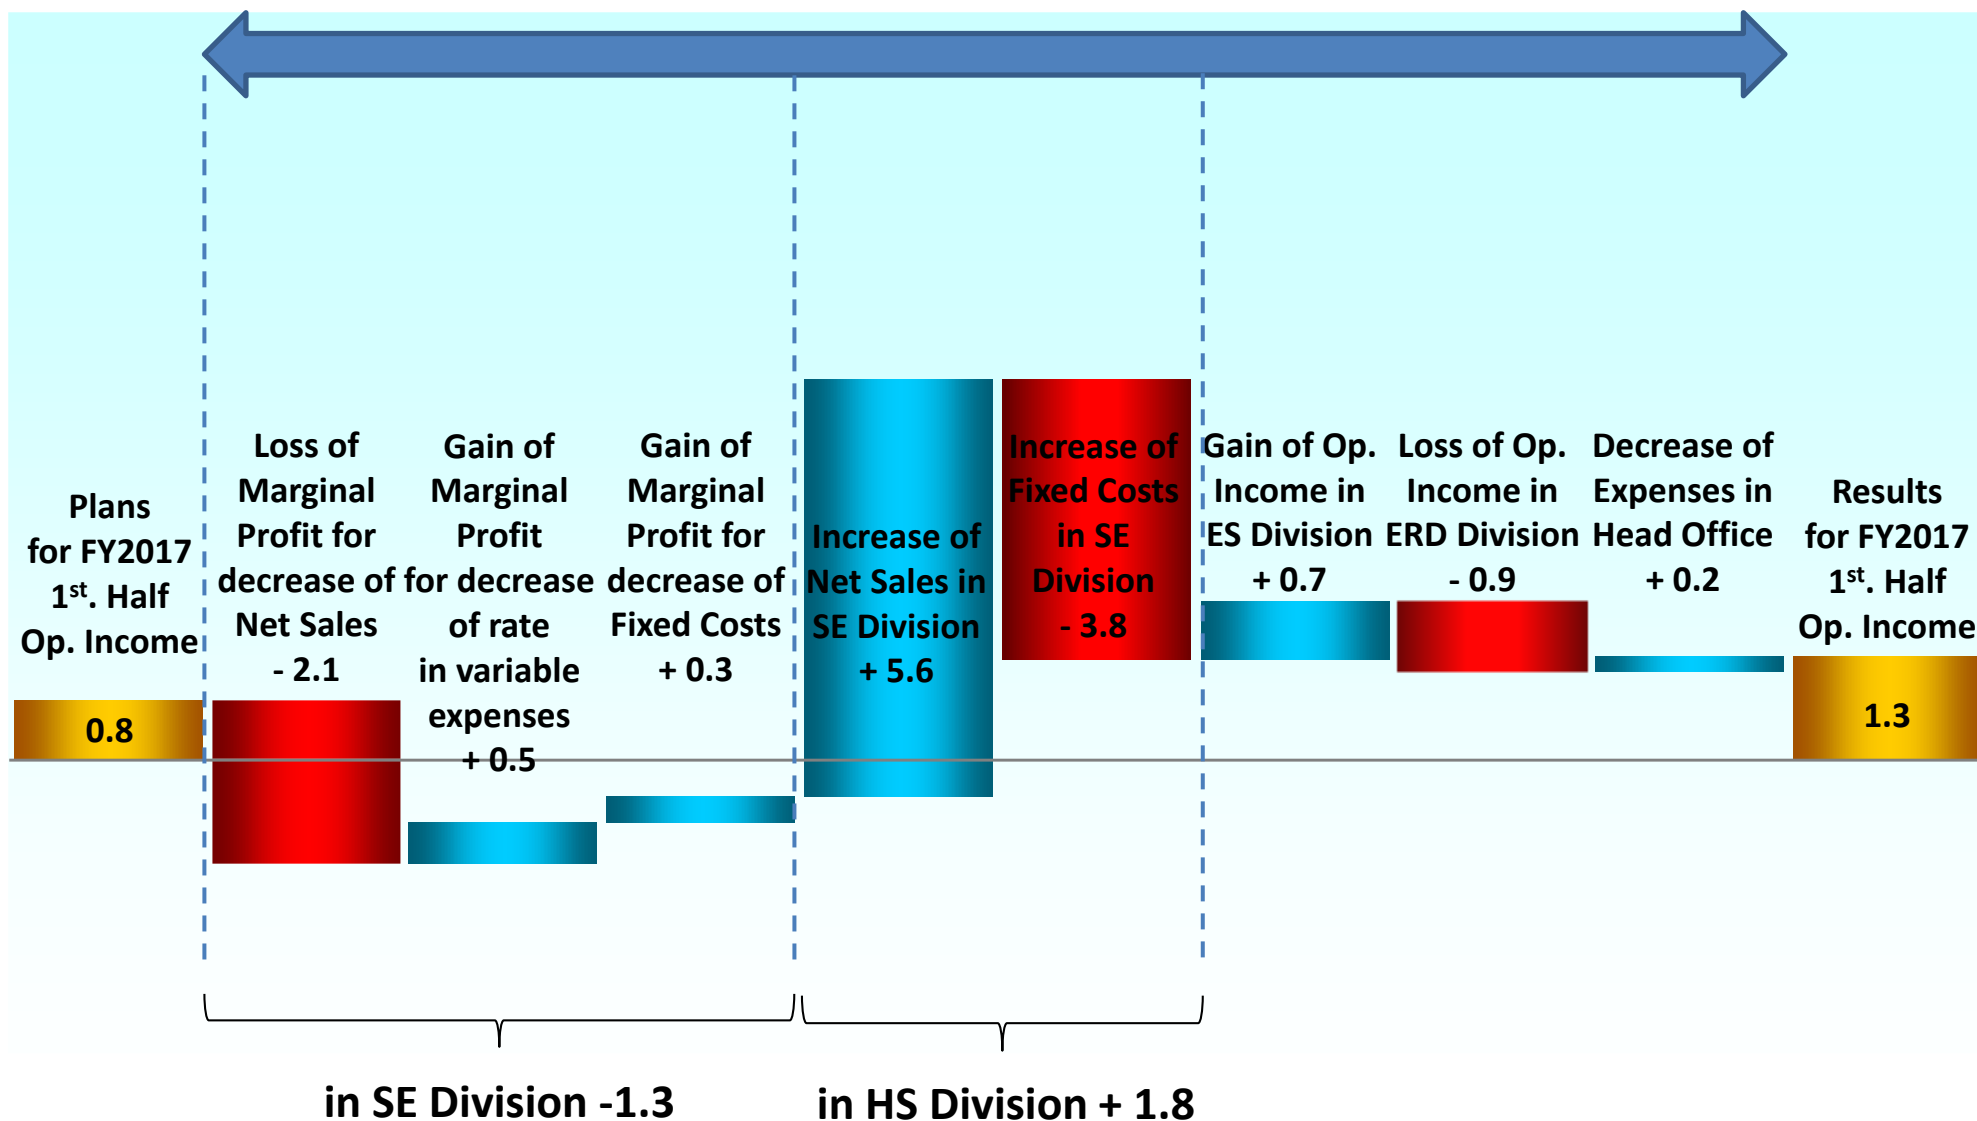 Plans
for FY2017
1st. Half
Op. Income
0.8
Loss of
Marginal
Profit for
decrease of
Net Sales
- 2.1
Gain of
Marginal
Profit
for decrease
of rate
in variable
expenses
+ 0.5
Gain of
Marginal
Profit for
decrease of
Fixed Costs
+ 0.3
Increase of
Net Sales in
SE Division
+ 5.6
Increase of
Fixed Costs
in SE
Division
- 3.8
Gain of Op.
Income in
ES Division
+ 0.7
Loss of Op.
Income in
ERD Division
- 0.9
Decrease of
Expenses in
Head Office
+ 0.2
Results
for FY2017
1st. Half
Op. Income
1.3
in SE Division -1.3
in HS Division + 1.8